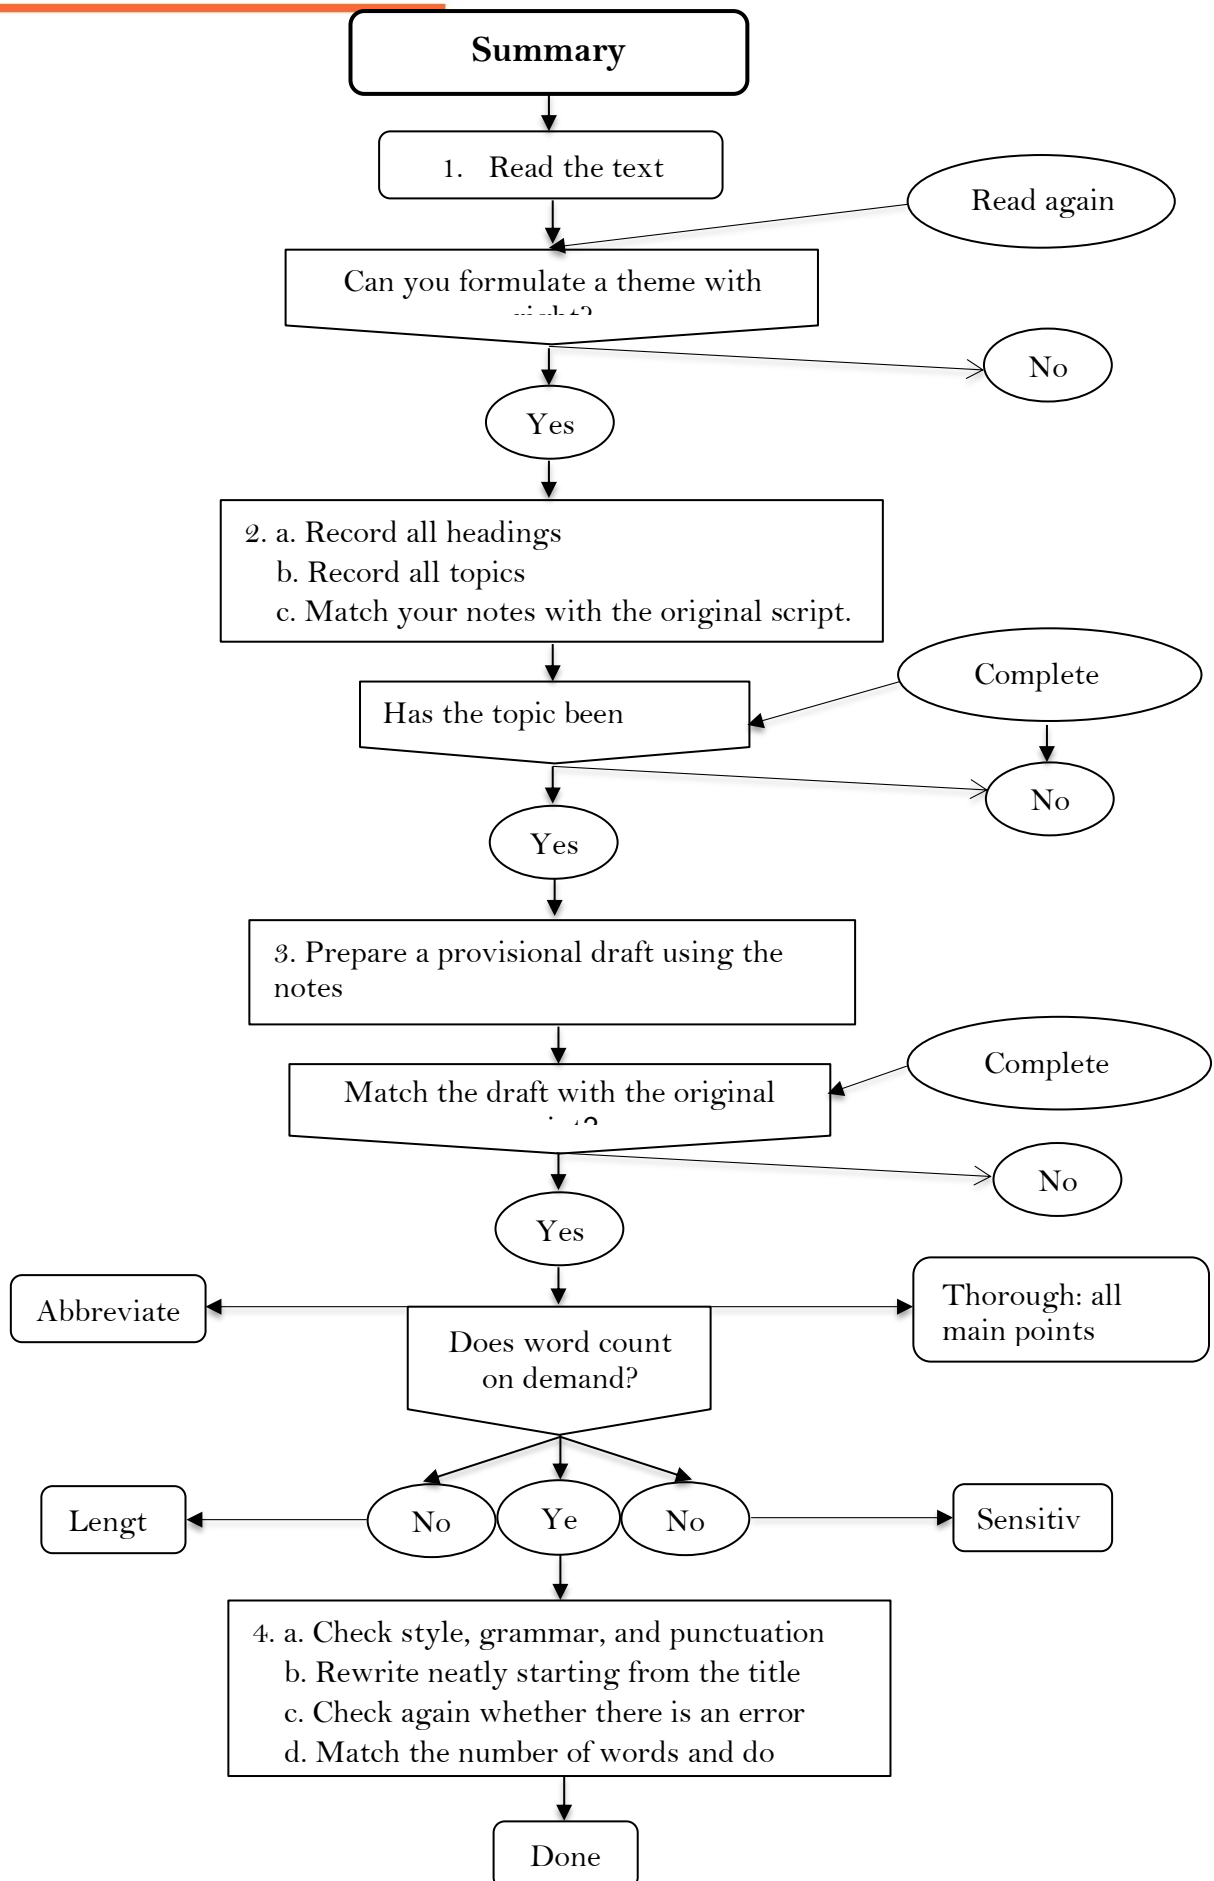 Summary
1. Read the text
Read again
Can you formulate a theme with
right?
No
Yes
2. a. Record all headings
b. Record all topics
c. Match your notes with the original script.
Complete
Has the topic been
No
Yes
3. Prepare a provisional draft using the
notes
Complete
Match the draft with the original
No
Yes
Abbreviate
Thorough: all
main points
Does word count
on demand?
Lengt
No
Ye
No
Sensitiv
4. a. Check style, grammar, and punctuation
b. Rewrite neatly starting from the title
c. Check again whether there is an error
d. Match the number of words and do
Done